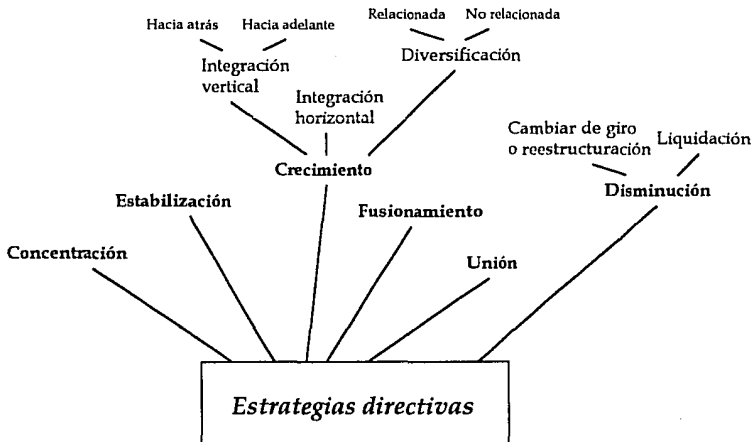 Hacia atrás
Hacia adelante
Integración
vertical
Integración
horizontal
Relacionada
No relacionada
Diversificación
Crecimiento
Cambiar de giro
o reestructuración
Liquidación
Disminución
Estabilización
Fusionamiento
Concentración
Unión
Estrategias directivas